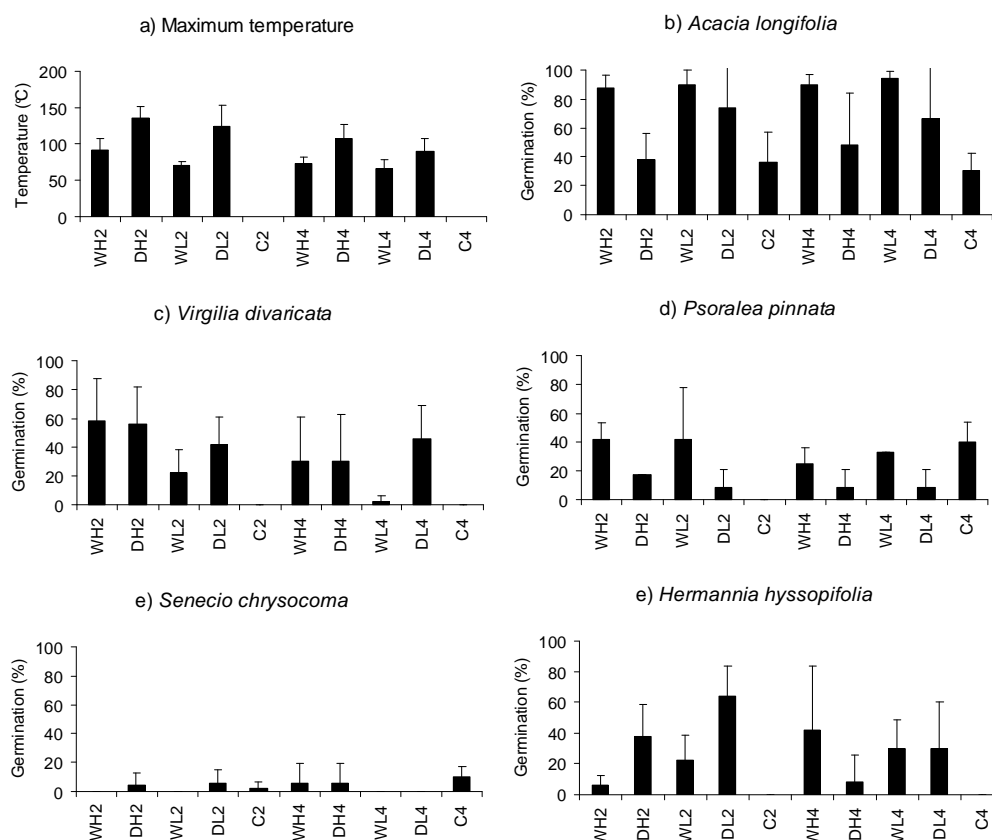 a) Maximum temperature
Temperature (°C)
200
150
100
50
0
WH2
DH2
WL2
DL2
C2
WH4
DH4
WL4
DL4
C4
b) Acacia longifolia
Germination (%)
100
80
60
40
20
0
WH2
DH2
WL2
DL2
C2
WH4
DH4
WL4
DL4
C4
c) Virgilia divaricata
Germination (%)
100
80
60
40
20
0
WH2
DH2
WL2
DL2
C2
WH4
DH4
WL4
DL4
C4
d) Psoralea pinnata
Germination (%)
100
80
60
40
20
0
WH2
DH2
WL2
DL2
C2
WH4
DH4
WL4
DL4
C4
e) Senecio chrysocoma
Germination (%)
100
80
60
40
20
0
WH2
DH2
WL2
DL2
C2
WH4
DH4
WL4
DL4
C4
e) Hermannia hyssopifolia
Germination (%)
100
80
60
40
20
0
WH2
DH2
WL2
DL2
C2
WH4
DH4
WL4
DL4
C4